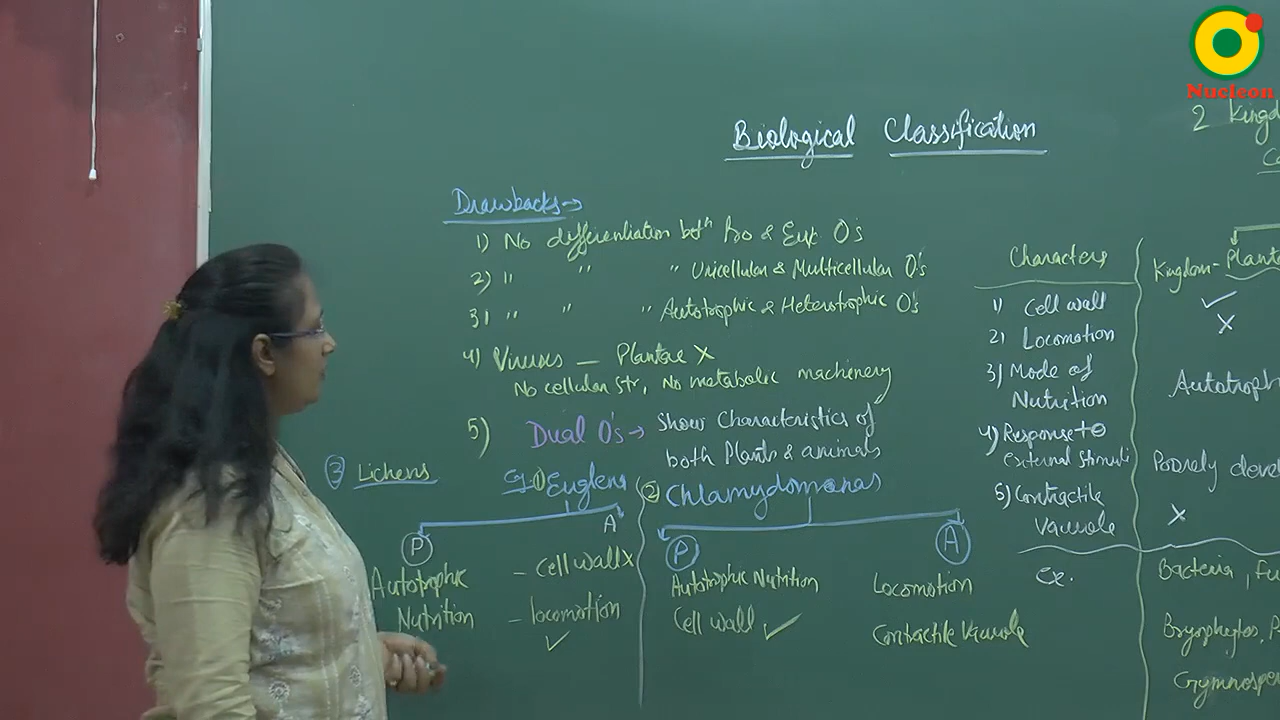 Nucleon
2 Kingd
Biological Classification
Drawbacks→
1) No differentiation betn Pro & Euk O's
2) " " " Unicellular & Multicellular O's
3) " " " Autotrophic & Heterotrophic O's
4) Viruses — Plantae X
No cellular str, No metabolic machinery
5) Dual O's → Show Characteristics of
both Plants & animals
③ Lichens
eg. ① Euglena
② Chlamydomonas
P A
Autotrophic
Nutrition
- Cell wall x
- locomotion
✓
P A
Autotrophic Nutrition
Cell wall ✓
Locomotion
Contractile Vacuole
Characters
1) Cell wall
2) Locomotion
3) Mode of
Nutrition
4) Response to
External Stimuli
5) Contractile
Vacuole
ex.
Kingdom - Planta
✓
X
Autotroph
Poorely devel
X
Bacteria, Fu
Bryophytes, P
Gymnospe